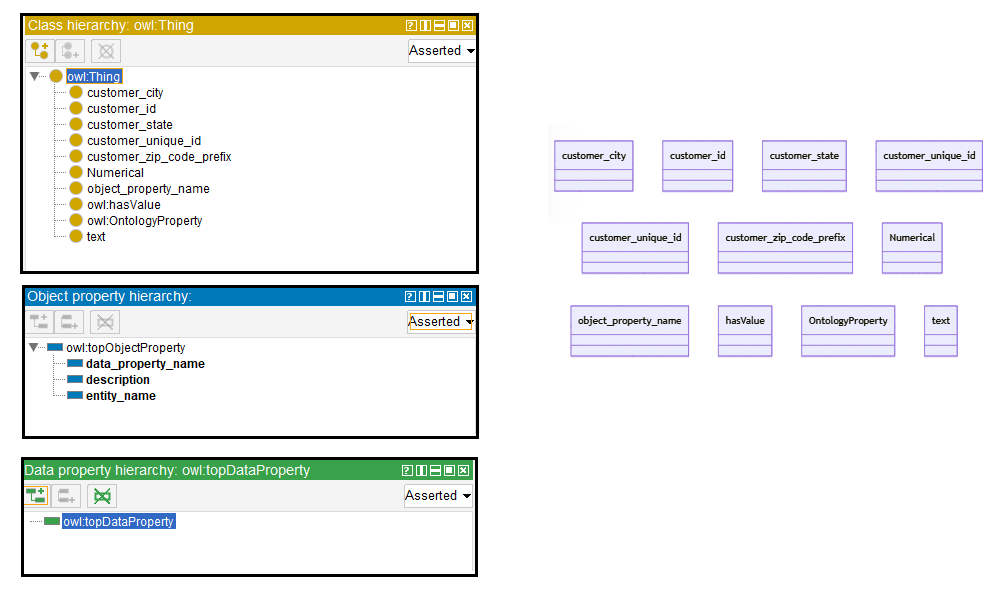 Class hierarchy: owl:Thing
Asserted
owl:Thing
customer_city
customer_id
customer_state
customer_unique_id
customer_zip_code_prefix
Numerical
object_property_name
owl:hasValue
owl:OntologyProperty
text
Object property hierarchy:
Asserted
owl:topObjectProperty
data_property_name
description
entity_name
Data property hierarchy: owl:topDataProperty
Asserted
owl:topDataProperty
customer_city customer_id customer_state customer_unique_id
customer_unique_id customer_zip_code_prefix Numerical
object_property_name hasValue OntologyProperty text